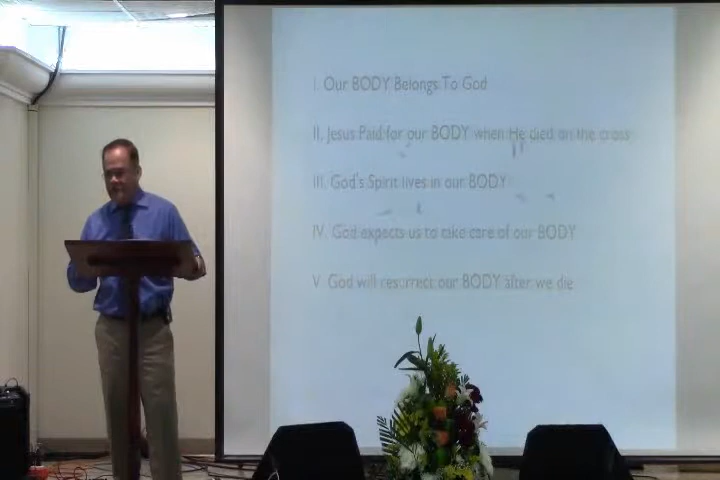 I. Our BODY Belongs To God
II. Jesus Paid for our BODY when He died on the cross
III. God's Spirit lives in our BODY
IV. God expects us to take care of our BODY
V. God will resurrect our BODY after we die